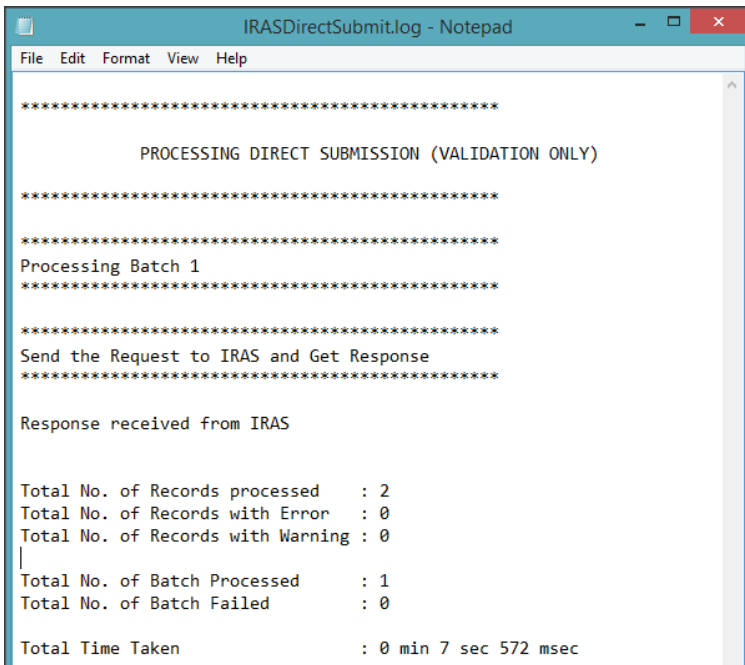 IRASDirectSubmit.log - Notepad
File Edit Format View Help
************************************************
PROCESSING DIRECT SUBMISSION (VALIDATION ONLY)
************************************************
************************************************
Processing Batch 1
************************************************
************************************************
Send the Request to IRAS and Get Response
************************************************
Response received from IRAS
Total No. of Records processed : 2
Total No. of Records with Error : 0
Total No. of Records with Warning : 0
Total No. of Batch Processed : 1
Total No. of Batch Failed : 0
Total Time Taken : 0 min 7 sec 572 msec